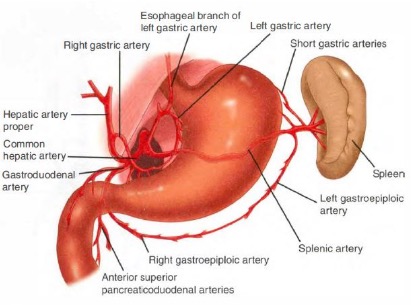 Esophageal branch of
left gastric artery
Left gastric artery
Right gastric artery
Short gastric arteries
Hepatic artery
proper
Common
hepatic artery
Gastroduodenal
artery
Spleen
Left gastroepiploic
artery
Splenic artery
Right gastroepiploic artery
Anterior superior
pancreaticoduodenal arteries